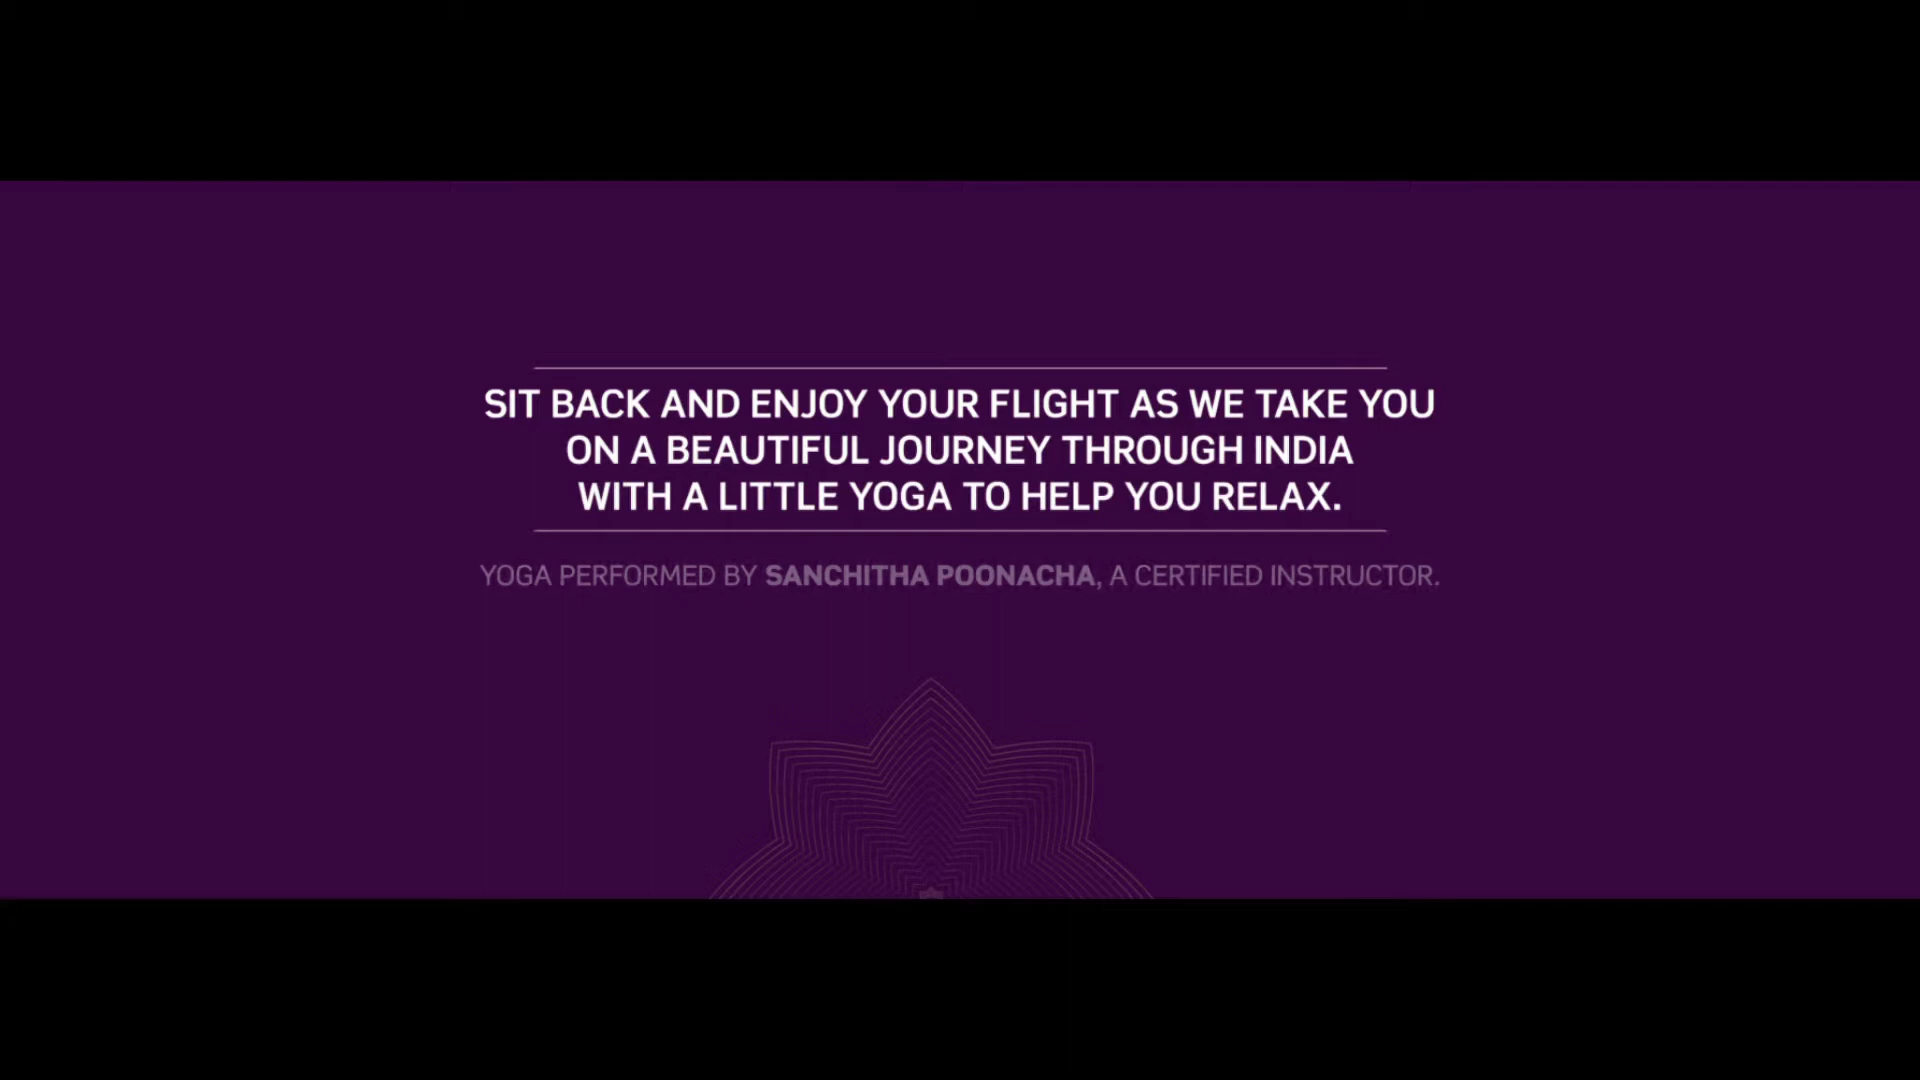 SIT BACK AND ENJOY YOUR FLIGHT AS WE TAKE YOU
ON A BEAUTIFUL JOURNEY THROUGH INDIA
WITH A LITTLE YOGA TO HELP YOU RELAX.
YOGA PERFORMED BY SANCHITHA POONACHA, A CERTIFIED INSTRUCTOR.